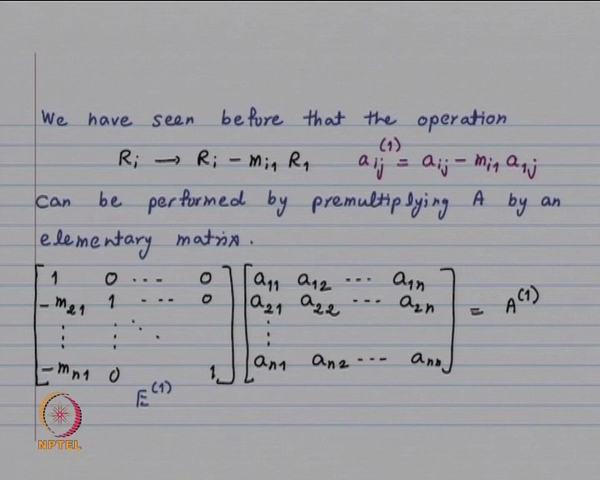 We have seen before that the operation
Ri → Ri - mi1 R1   aij(1) = aij - mi1 a1j
can be performed by premultiplying A by an
elementary matrix.
[1 0 ... 0] [a11 a12 ... a1n]
[-m21 1 ... 0] [a21 a22 ... a2n] = A(1)
[⋮ ⋮ ⋱] [⋮]
[-mn1 0 1] [an1 an2 ... ann]
E(1)
NPTEL